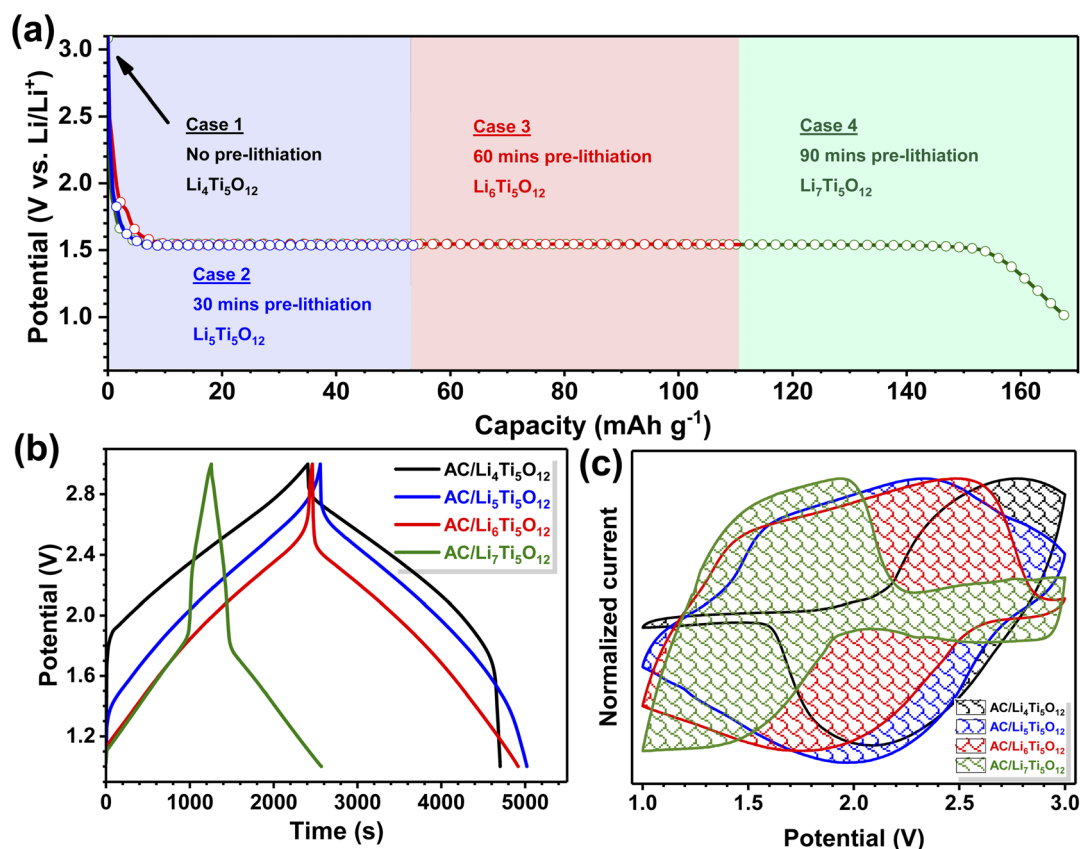 (a)
Potential (V vs. Li/Li⁺)
3.0
2.5
2.0
1.5
1.0
Case 1
No pre-lithiation
Li₄Ti₅O₁₂
Case 2
30 mins pre-lithiation
Li₅Ti₅O₁₂
Case 3
60 mins pre-lithiation
Li₆Ti₅O₁₂
Case 4
90 mins pre-lithiation
Li₇Ti₅O₁₂
0 20 40 60 80 100 120 140 160
Capacity (mAh g⁻¹)
(b)
Potential (V)
2.8
2.4
2.0
1.6
1.2
AC/Li₄Ti₅O₁₂
AC/Li₅Ti₅O₁₂
AC/Li₆Ti₅O₁₂
AC/Li₇Ti₅O₁₂
0 1000 2000 3000 4000 5000
Time (s)
(c)
Normalized current
AC/Li₄Ti₅O₁₂
AC/Li₅Ti₅O₁₂
AC/Li₆Ti₅O₁₂
AC/Li₇Ti₅O₁₂
1.0 1.5 2.0 2.5 3.0
Potential (V)